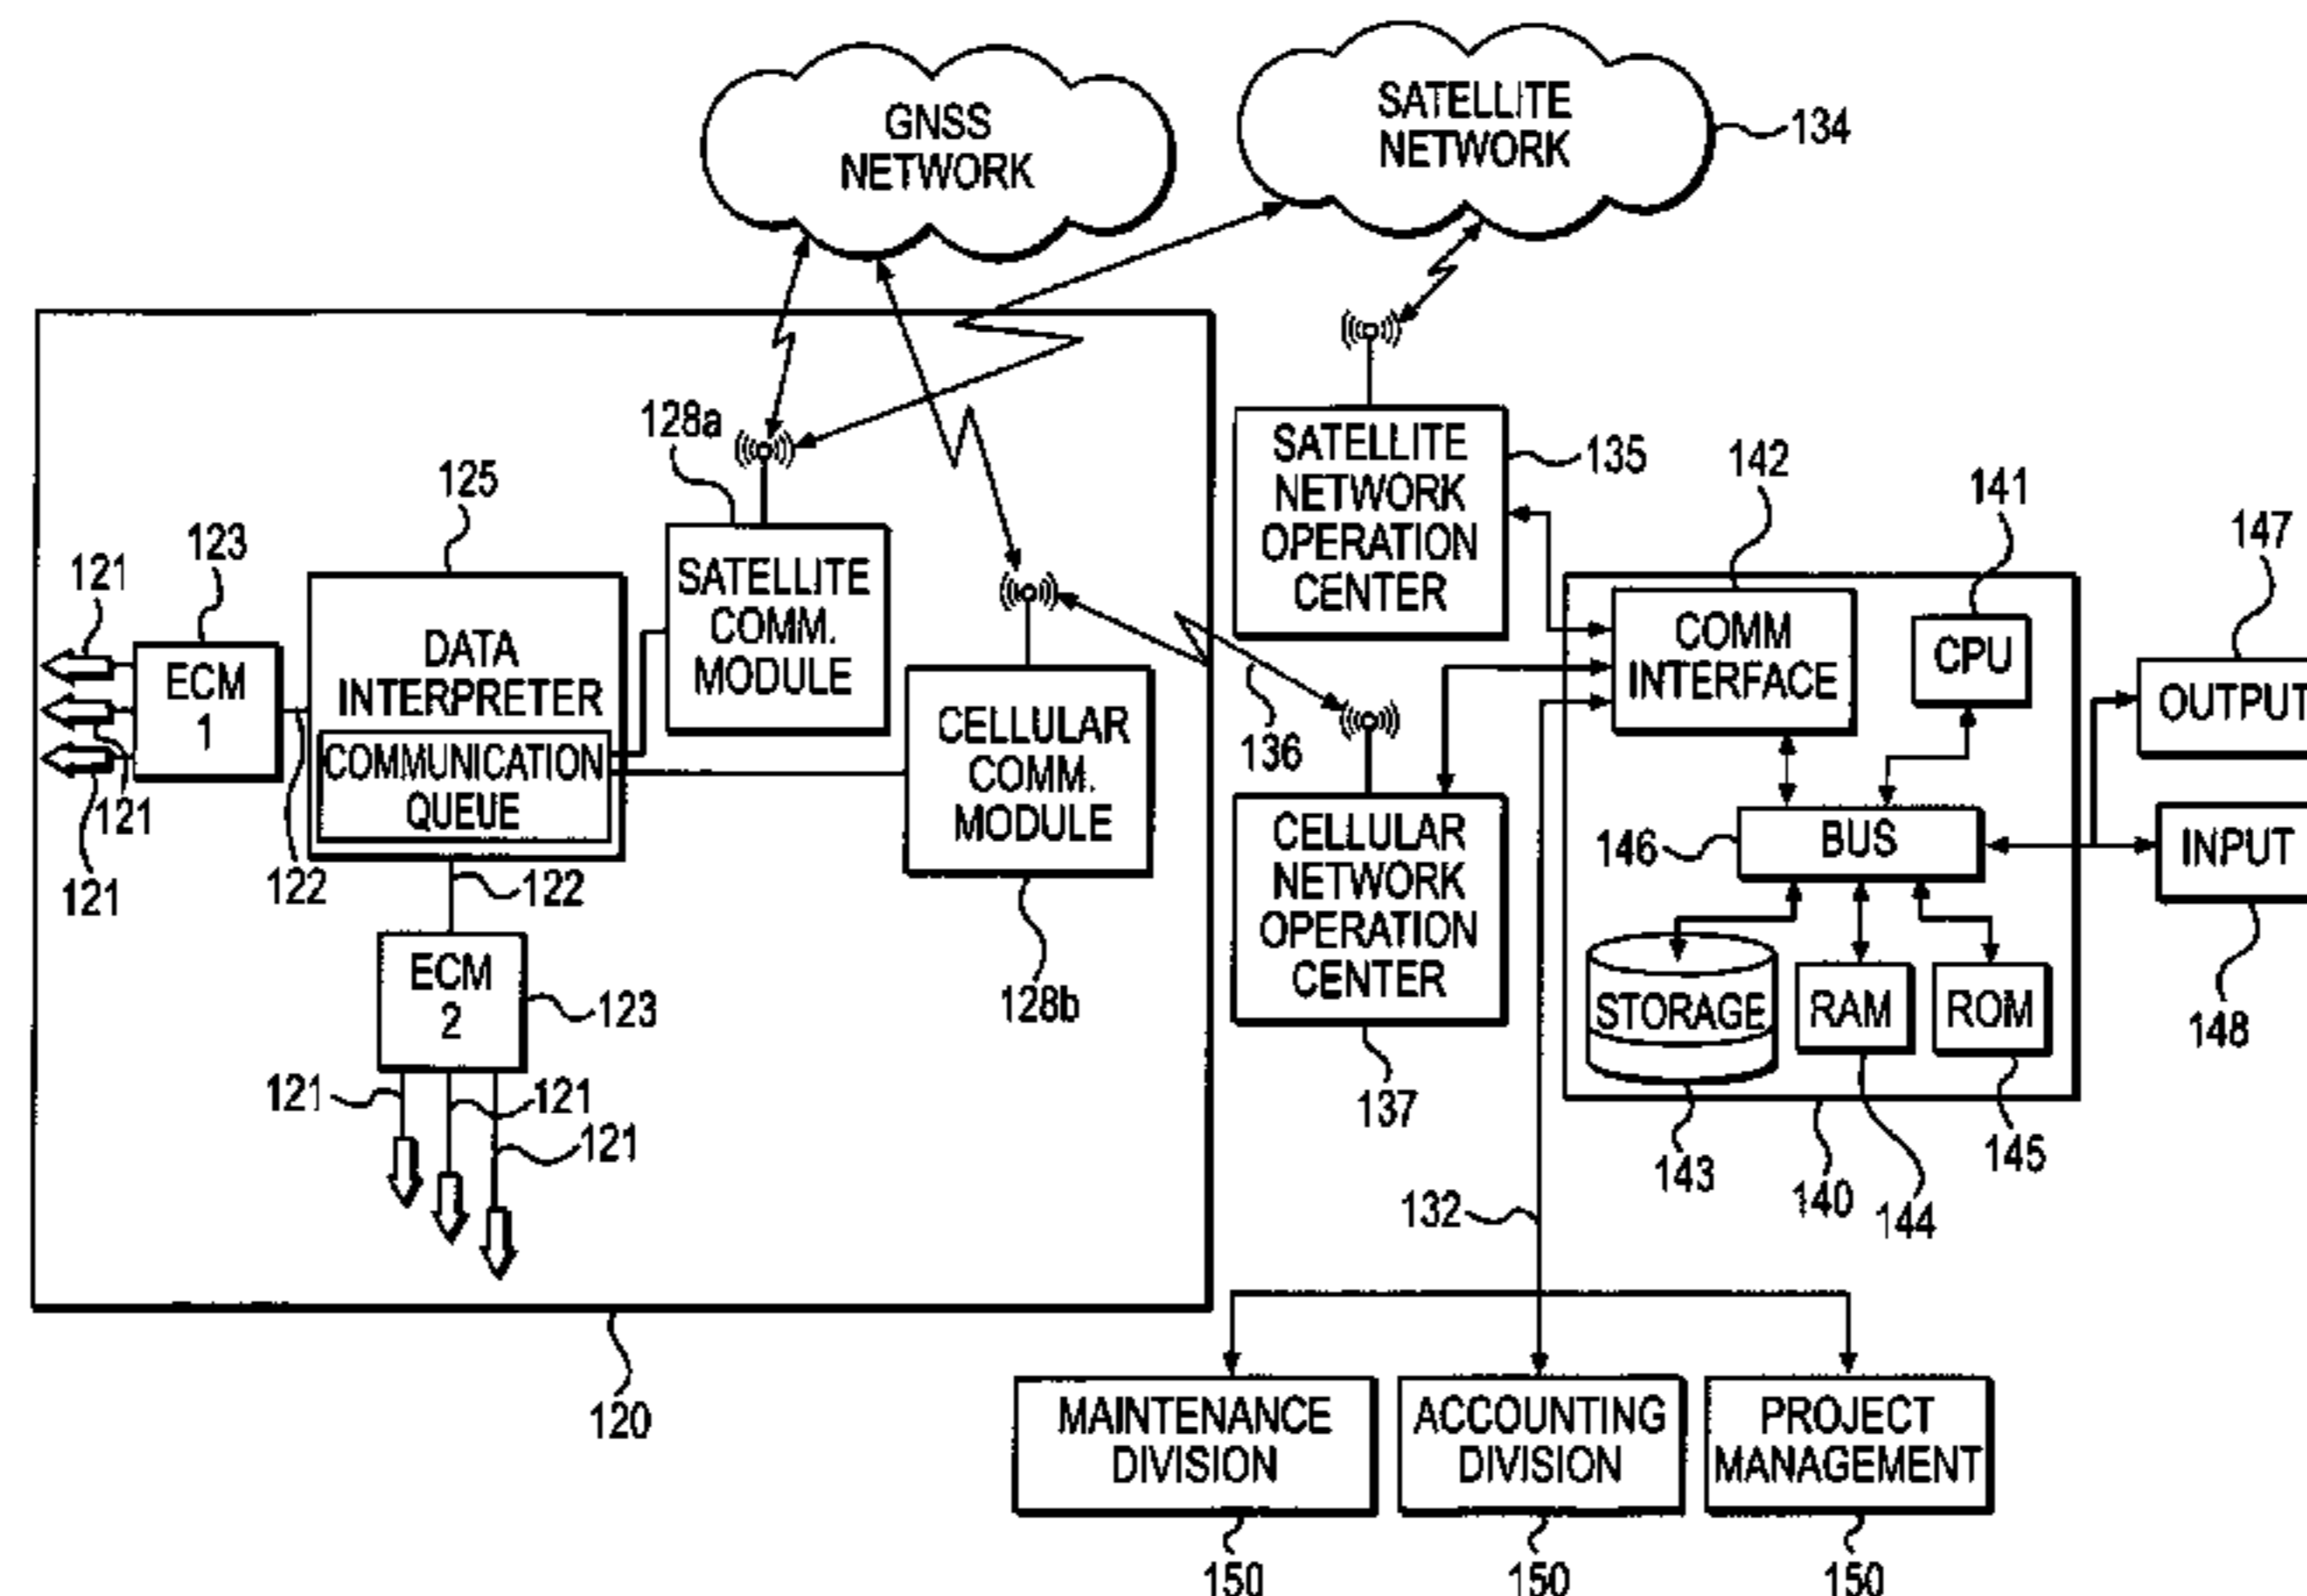 GNSS
NETWORK
SATELLITE
NETWORK
134
128a
125
123
121
SATELLITE
COMM.
MODULE
DATA
INTERPRETER
COMMUNICATION
QUEUE
ECM
1
121
121
122
122
CELLULAR
COMM.
MODULE
128b
ECM
2
123
121
121
121
120
SATELLITE
NETWORK
OPERATION
CENTER
135
136
CELLULAR
NETWORK
OPERATION
CENTER
137
142
141
147
COMM
INTERFACE
CPU
OUTPUT
146
BUS
INPUT
148
STORAGE
RAM
ROM
143
140
144
145
132
MAINTENANCE
DIVISION
ACCOUNTING
DIVISION
PROJECT
MANAGEMENT
150
150
150